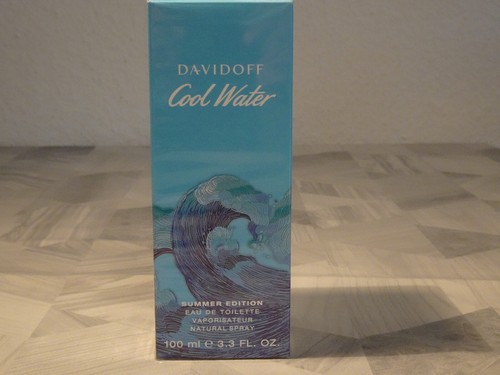 DAVIDOFF
Cool Water
SUMMER EDITION
EAU DE TOILETTE
VAPORISATEUR
NATURAL SPRAY
100 ml ℮ 3.3 FL. OZ.